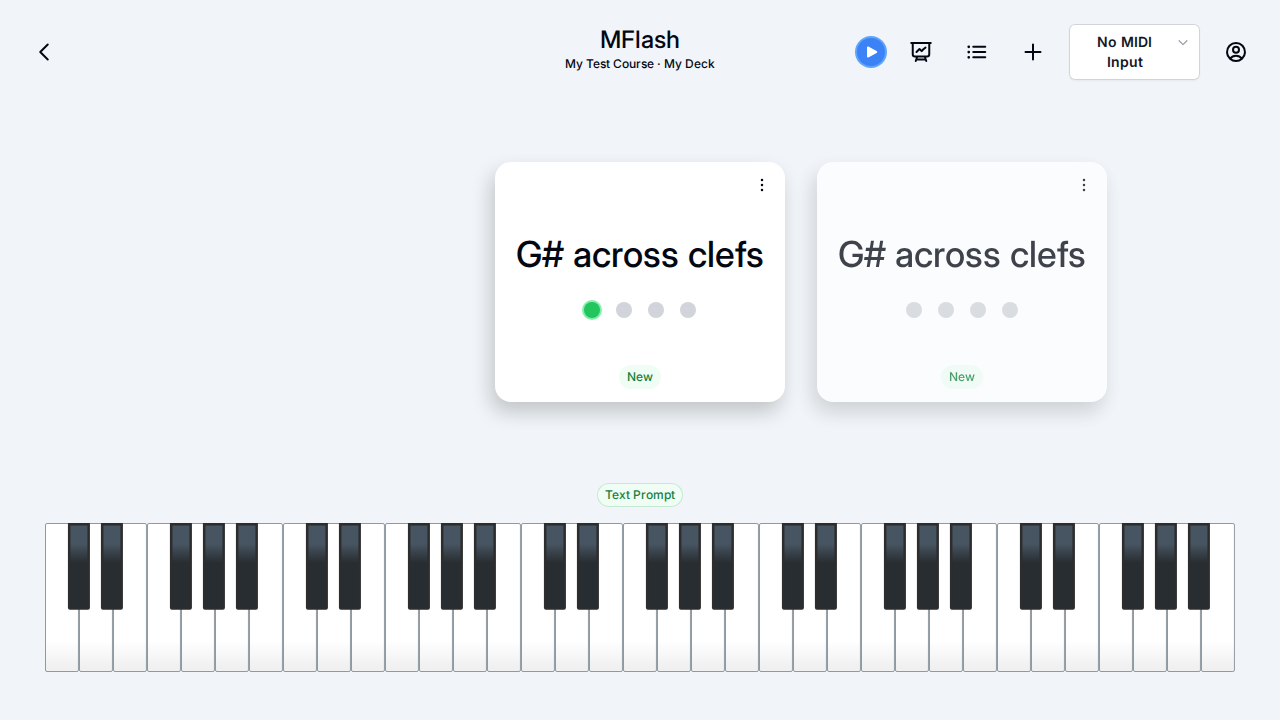 MFlash
My Test Course · My Deck
No MIDI
Input
G# across clefs
New
G# across clefs
New
Text Prompt